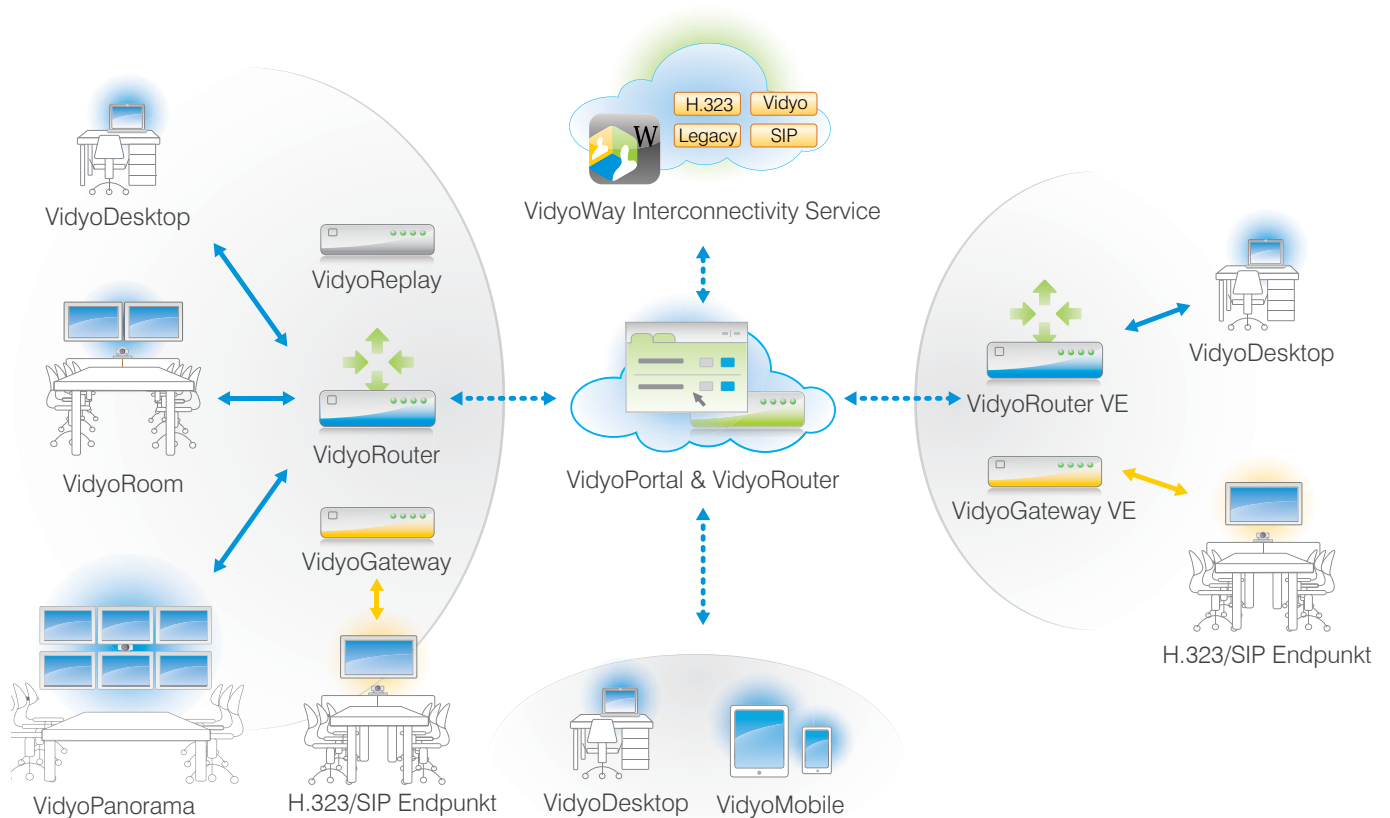 H.323
Vidyo
Legacy
SIP
W
VidyoWay Interconnectivity Service
VidyoDesktop
VidyoReplay
VidyoRoom
VidyoRouter
VidyoPortal & VidyoRouter
VidyoGateway
VidyoPanorama
H.323/SIP Endpunkt
VidyoDesktop
VidyoMobile
VidyoRouter VE
VidyoDesktop
VidyoGateway VE
H.323/SIP Endpunkt